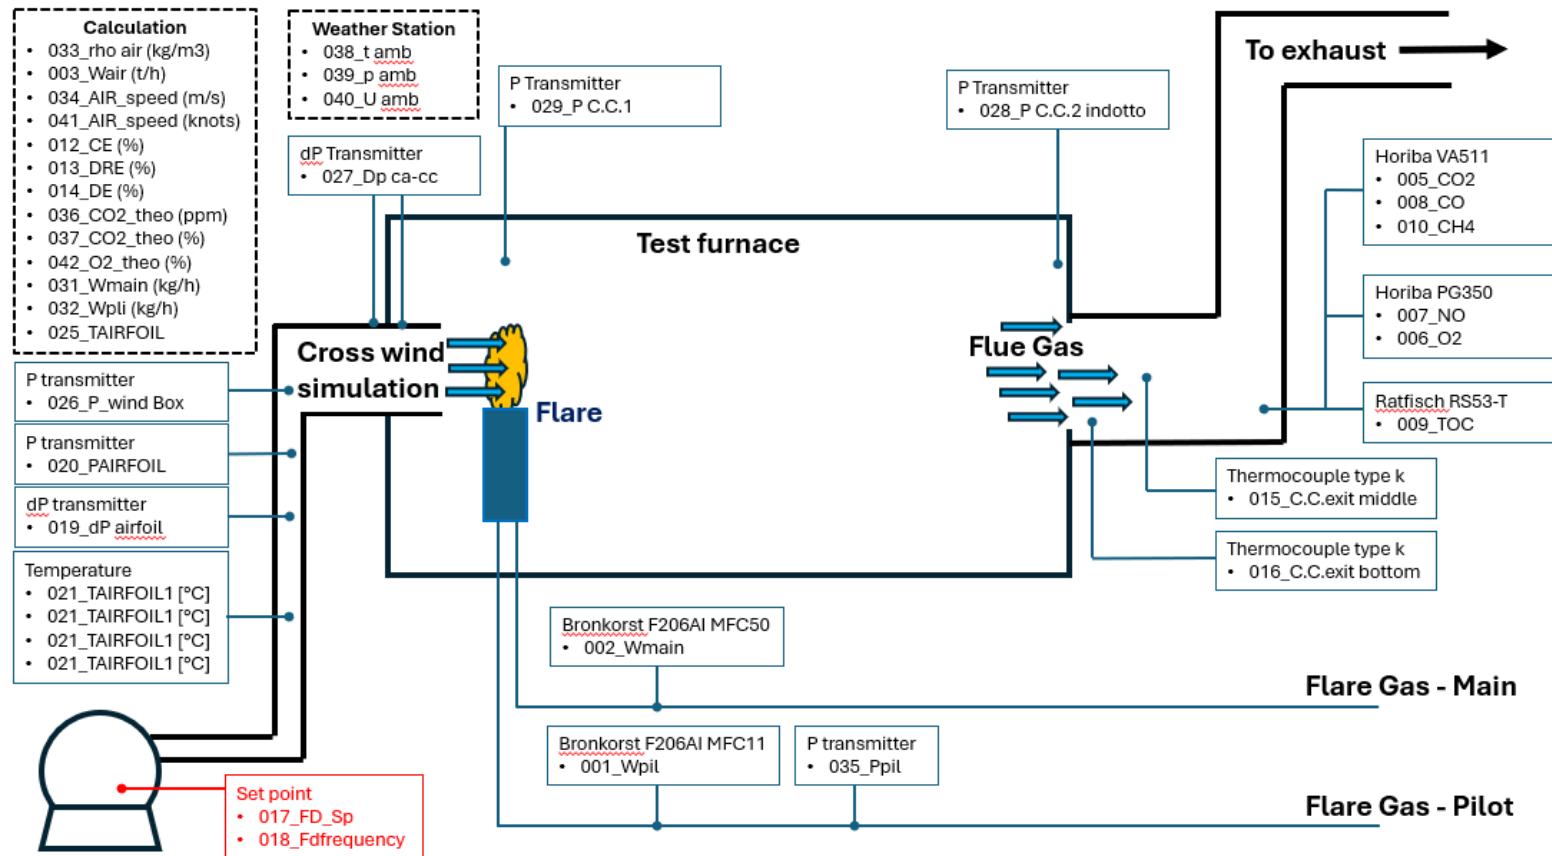 Calculation
• 033_rho air (kg/m3)
• 003_Wair (t/h)
• 034_AIR_speed (m/s)
• 041_AIR_speed (knots)
• 012_CE (%)
• 013_DRE (%)
• 014_DE (%)
• 036_CO2_theo (ppm)
• 037_CO2_theo (%)
• 042_O2_theo (%)
• 031_Wmain (kg/h)
• 032_Wpli (kg/h)
• 025_TAIRFOIL
Weather Station
• 038_t amb
• 039_p amb
• 040_U amb
P Transmitter
• 029_P C.C.1
P Transmitter
• 028_P C.C.2 indotto
To exhaust
dP Transmitter
• 027_Dp ca-cc
Horiba VA511
• 005_CO2
• 008_CO
• 010_CH4
Test furnace
Horiba PG350
• 007_NO
• 006_O2
Cross wind
simulation
Flue Gas
Flare
P transmitter
• 026_P_wind Box
P transmitter
• 020_PAIRFOIL
dP transmitter
• 019_dP airfoil
Temperature
• 021_TAIRFOIL1 [°C]
• 021_TAIRFOIL1 [°C]
• 021_TAIRFOIL1 [°C]
• 021_TAIRFOIL1 [°C]
Ratfisch RS53-T
• 009_TOC
Thermocouple type k
• 015_C.C.exit middle
Thermocouple type k
• 016_C.C.exit bottom
Bronkorst F206AI MFC50
• 002_Wmain
Flare Gas - Main
Bronkorst F206AI MFC11
• 001_Wpil
P transmitter
• 035_Ppil
Flare Gas - Pilot
Set point
• 017_FD_Sp
• 018_Fdfrequency